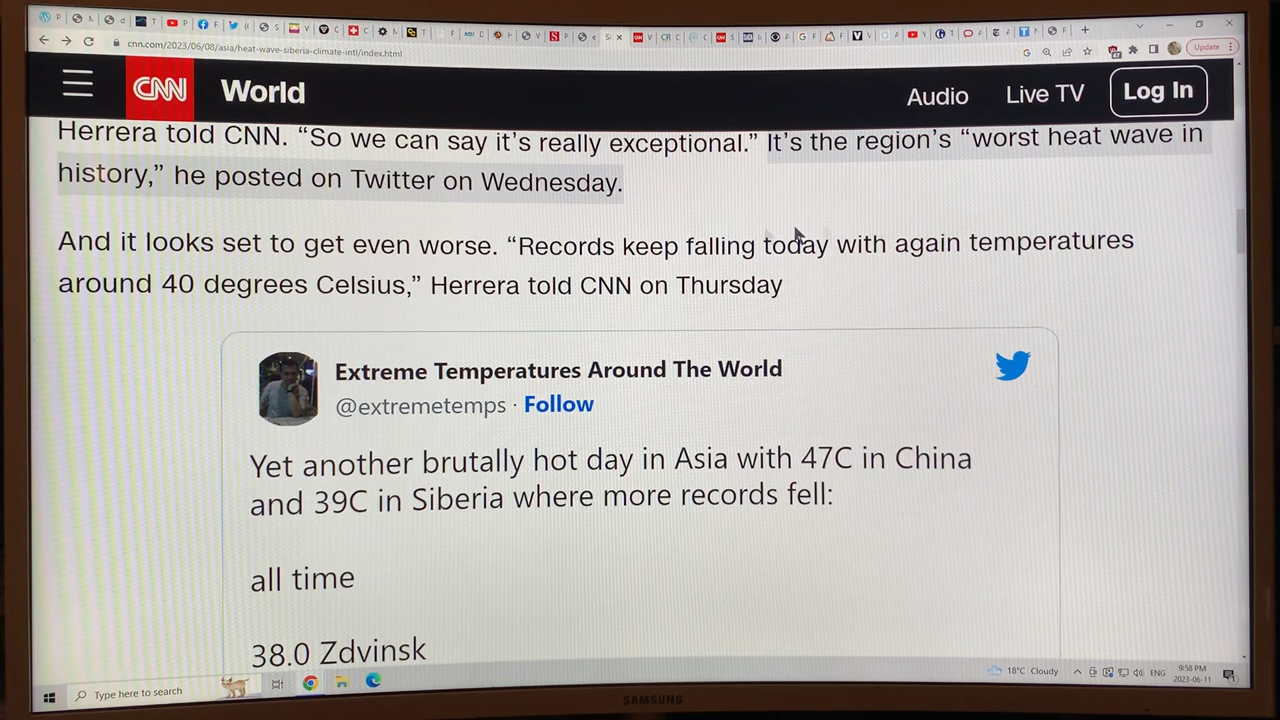 cnn.com/2023/06/08/asia/heat-wave-siberia-climate-intl/index.html
Update
CNN World Audio Live TV Log In
Herrera told CNN. “So we can say it’s really exceptional.” It’s the region’s “worst heat wave in
history,” he posted on Twitter on Wednesday.
And it looks set to get even worse. “Records keep falling today with again temperatures
around 40 degrees Celsius,” Herrera told CNN on Thursday
Extreme Temperatures Around The World
@extremetemps · Follow
Yet another brutally hot day in Asia with 47C in China
and 39C in Siberia where more records fell:
all time
38.0 Zdvinsk
Type here to search
18°C Cloudy
ENG
9:58 PM
2023-06-11
SAMSUNG